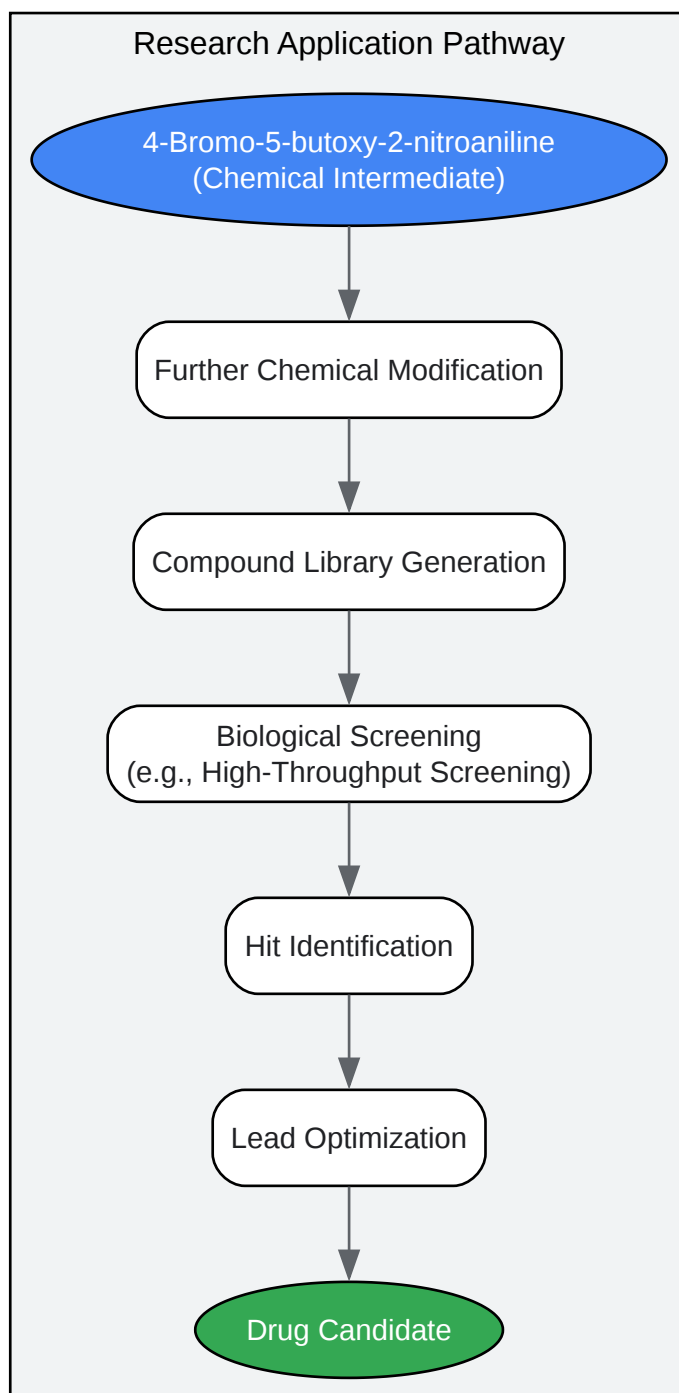 Research Application Pathway
4-Bromo-5-butoxy-2-nitroaniline
(Chemical Intermediate)
Further Chemical Modification
Compound Library Generation
Biological Screening
(e.g., High-Throughput Screening)
Hit Identification
Lead Optimization
Drug Candidate